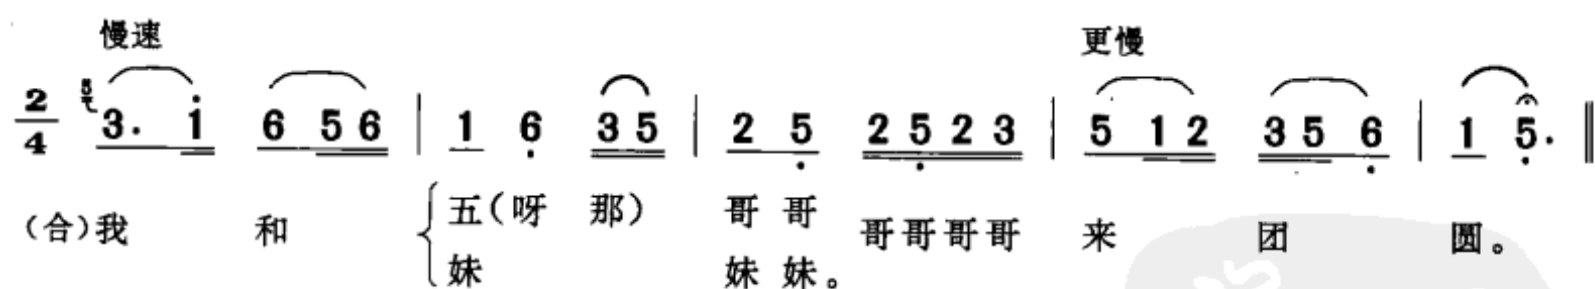 慢速 更慢
2/4 3. i 6 5 6 | 1 6 3 5 | 2 5 2 5 2 3 | 5 1 2 3 5 6 | 1 5. ‖
五(呀 那) 哥 哥
(合)我 和 哥哥哥哥 来 团 圆。
妹 妹 妹。